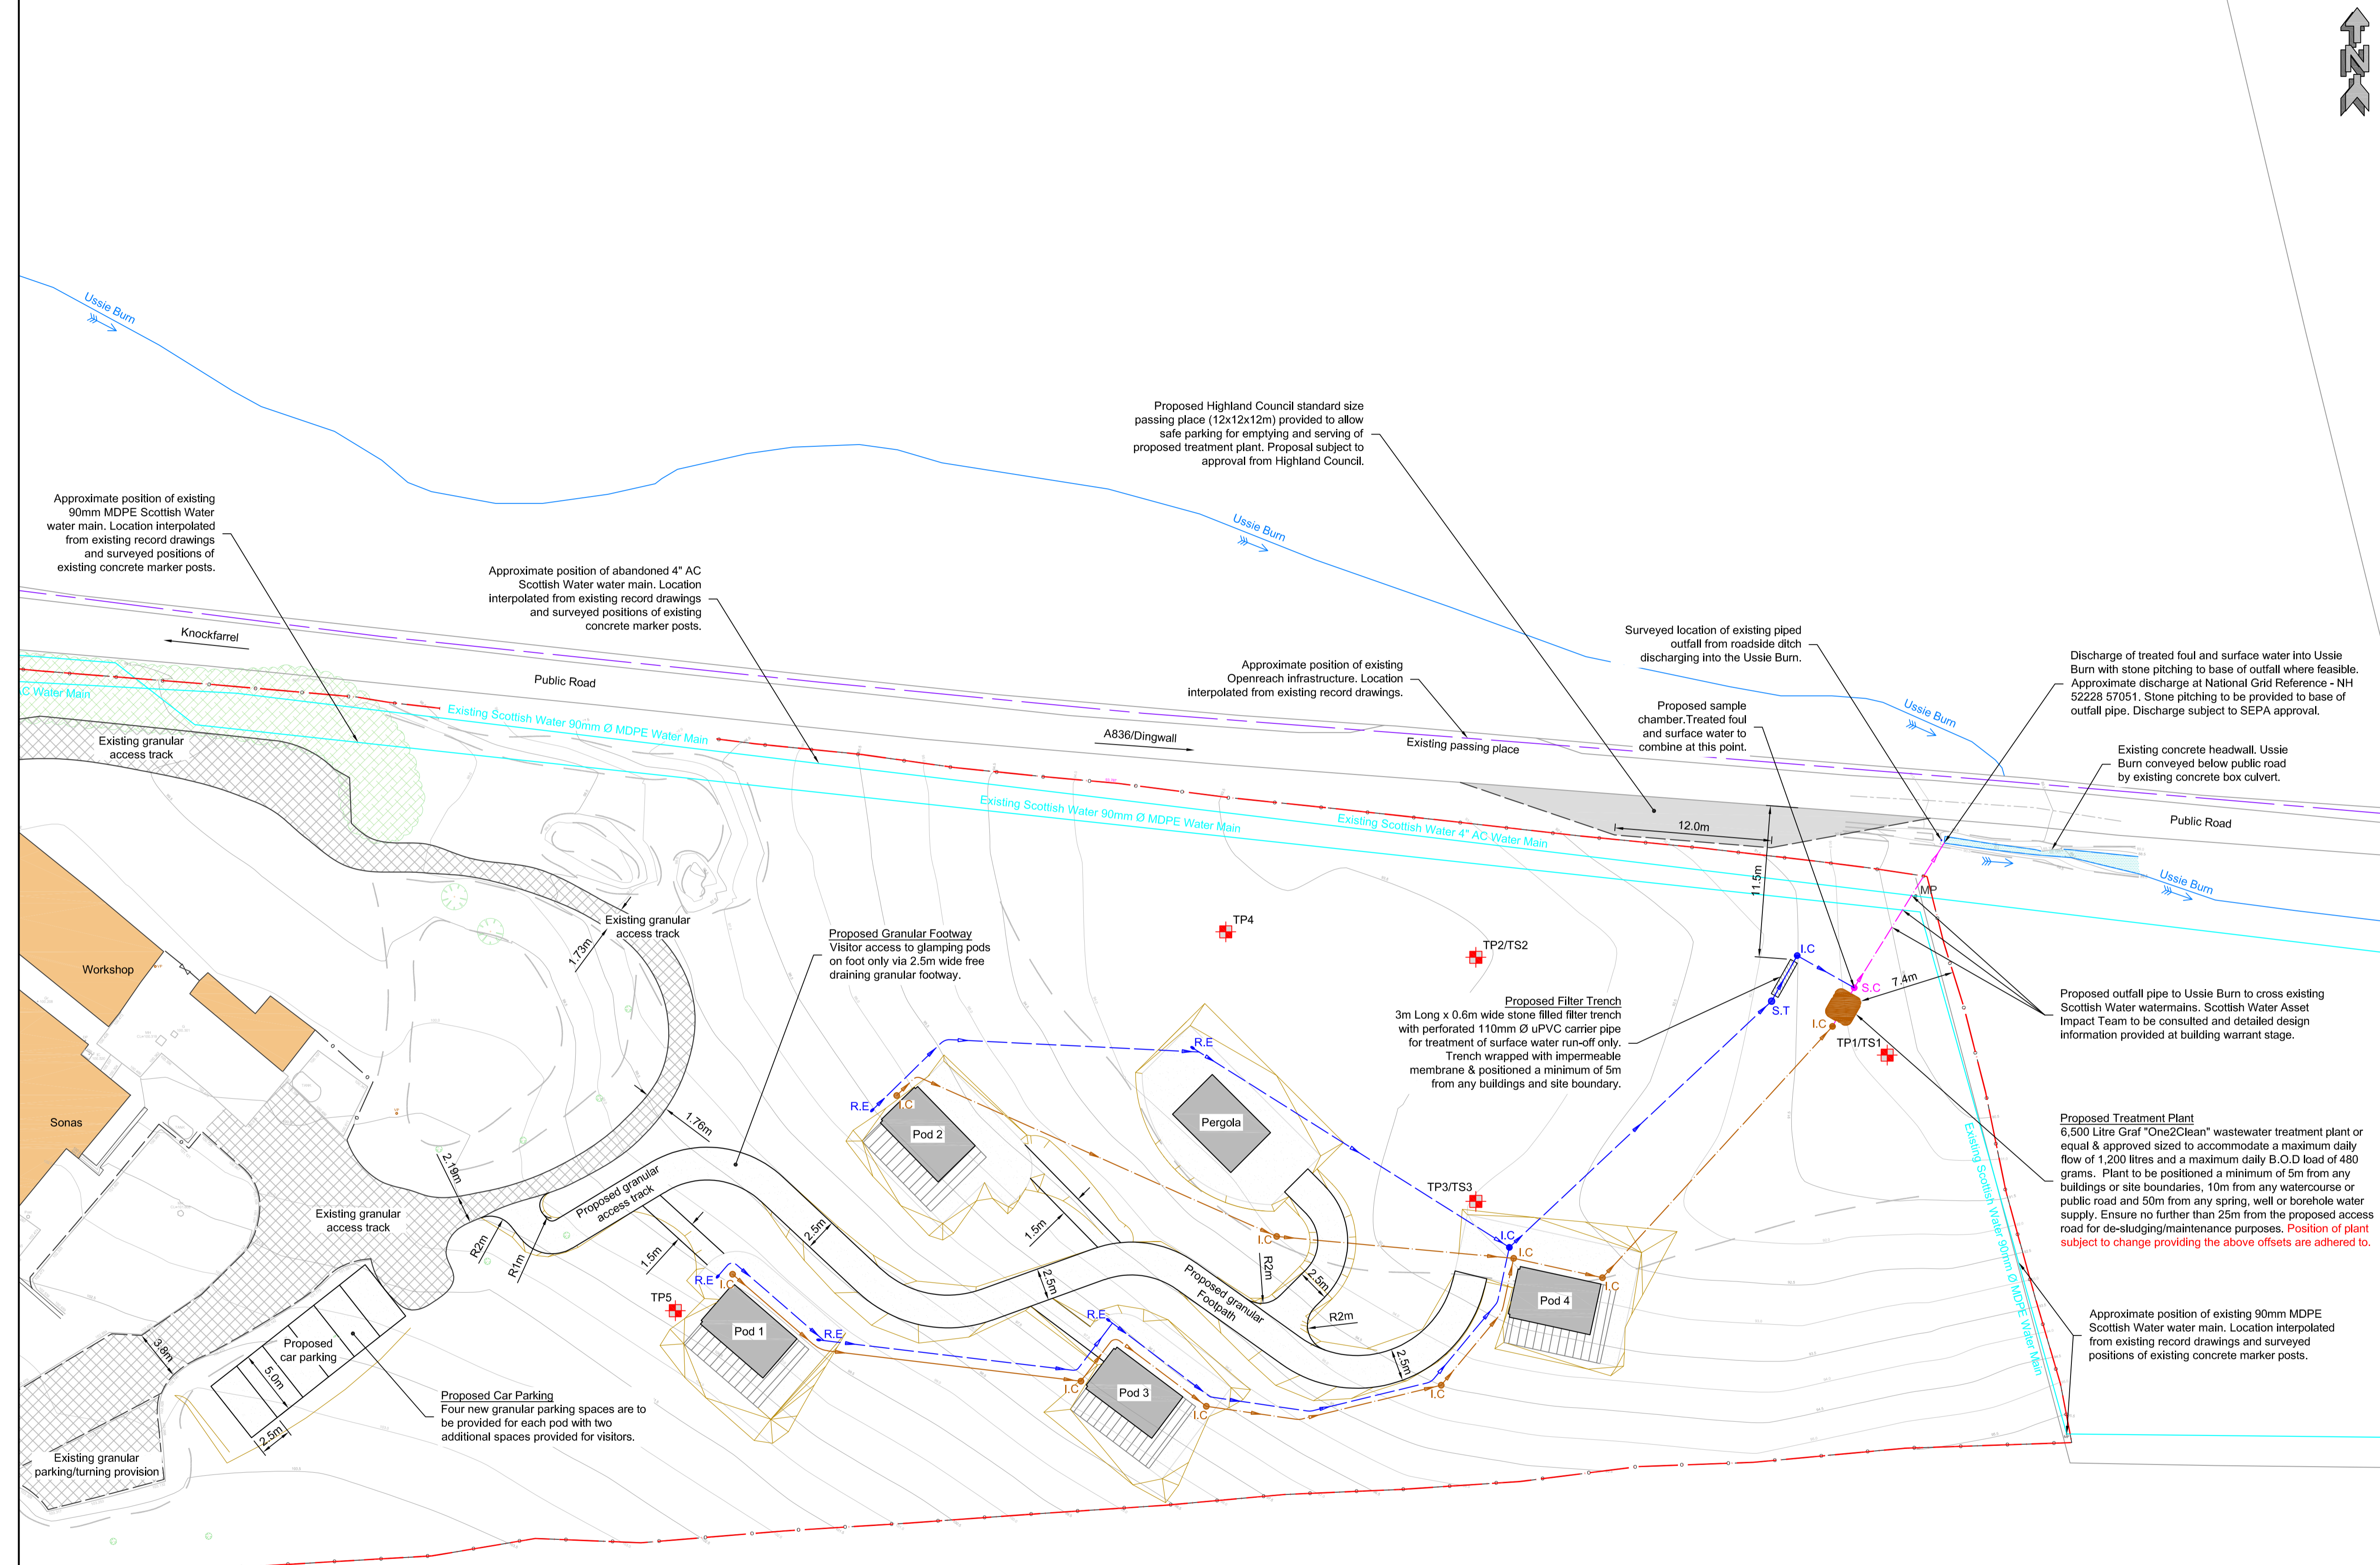 N
Ussie Burn
Proposed Highland Council standard size
passing place (12x12x12m) provided to allow
safe parking for emptying and serving of
proposed treatment plant. Proposal subject to
approval from Highland Council.
Approximate position of existing
90mm MDPE Scottish Water
water main. Location interpolated
from existing record drawings
and surveyed positions of
existing concrete marker posts.
Ussie Burn
Approximate position of abandoned 4" AC
Scottish Water water main. Location
interpolated from existing record drawings
and surveyed positions of existing
concrete marker posts.
Knockfarrel
Public Road
Surveyed location of existing piped
outfall from roadside ditch
discharging into the Ussie Burn.
Approximate position of existing
Openreach infrastructure. Location
interpolated from existing record drawings.
Discharge of treated foul and surface water into Ussie
Burn with stone pitching to base of outfall where feasible.
Approximate discharge at National Grid Reference - NH
52228 57051. Stone pitching to be provided to base of
outfall pipe. Discharge subject to SEPA approval.
Proposed sample
chamber.Treated foul
and surface water to
combine at this point.
Ussie Burn
C Water Main
Existing Scottish Water 90mm Ø MDPE Water Main
A836/Dingwall
Existing passing place
Existing concrete headwall. Ussie
Burn conveyed below public road
by existing concrete box culvert.
Existing granular
access track
Existing Scottish Water 90mm Ø MDPE Water Main
Existing Scottish Water 4" AC Water Main
12.0m
Public Road
11.5m
Ussie Burn
MP
Existing granular
access track
1.73m
Proposed Granular Footway
Visitor access to glamping pods
on foot only via 2.5m wide free
draining granular footway.
TP4
TP2/TS2
I.C
S.C
7.4m
S.T
I.C
TP1/TS1
Workshop
Proposed Filter Trench
3m Long x 0.6m wide stone filled filter trench
with perforated 110mm Ø uPVC carrier pipe
for treatment of surface water run-off only.
Trench wrapped with impermeable
membrane & positioned a minimum of 5m
from any buildings and site boundary.
Proposed outfall pipe to Ussie Burn to cross existing
Scottish Water watermains. Scottish Water Asset
Impact Team to be consulted and detailed design
information provided at building warrant stage.
Sonas
R.E
R.E
I.C
Pod 2
Pergola
1.76m
2.19m
Proposed Treatment Plant
6,500 Litre Graf "One2Clean" wastewater treatment plant or
equal & approved sized to accommodate a maximum daily
flow of 1,200 litres and a maximum daily B.O.D load of 480
grams. Plant to be positioned a minimum of 5m from any
buildings or site boundaries, 10m from any watercourse or
public road and 50m from any spring, well or borehole water
supply. Ensure no further than 25m from the proposed access
road for de-sludging/maintenance purposes. Position of plant
subject to change providing the above offsets are adhered to.
Existing Scottish Water 90mm Ø MDPE Water Main
Existing granular
access track
Proposed granular
access track
R2m
R1m
1.5m
2.5m
1.5m
TP3/TS3
I.C
I.C
I.C
I.C
R2m
2.5m
2.5m
R2m
Proposed granular
Footpath
TP5
R.E
I.C
Pod 1
R.E
R.E
I.C
Pod 3
I.C
2.5m
I.C
Pod 4
Proposed
car parking
3.8m
5.0m
2.5m
Proposed Car Parking
Four new granular parking spaces are to
be provided for each pod with two
additional spaces provided for visitors.
Approximate position of existing 90mm MDPE
Scottish Water water main. Location interpolated
from existing record drawings and surveyed
positions of existing concrete marker posts.
Existing granular
parking/turning provision